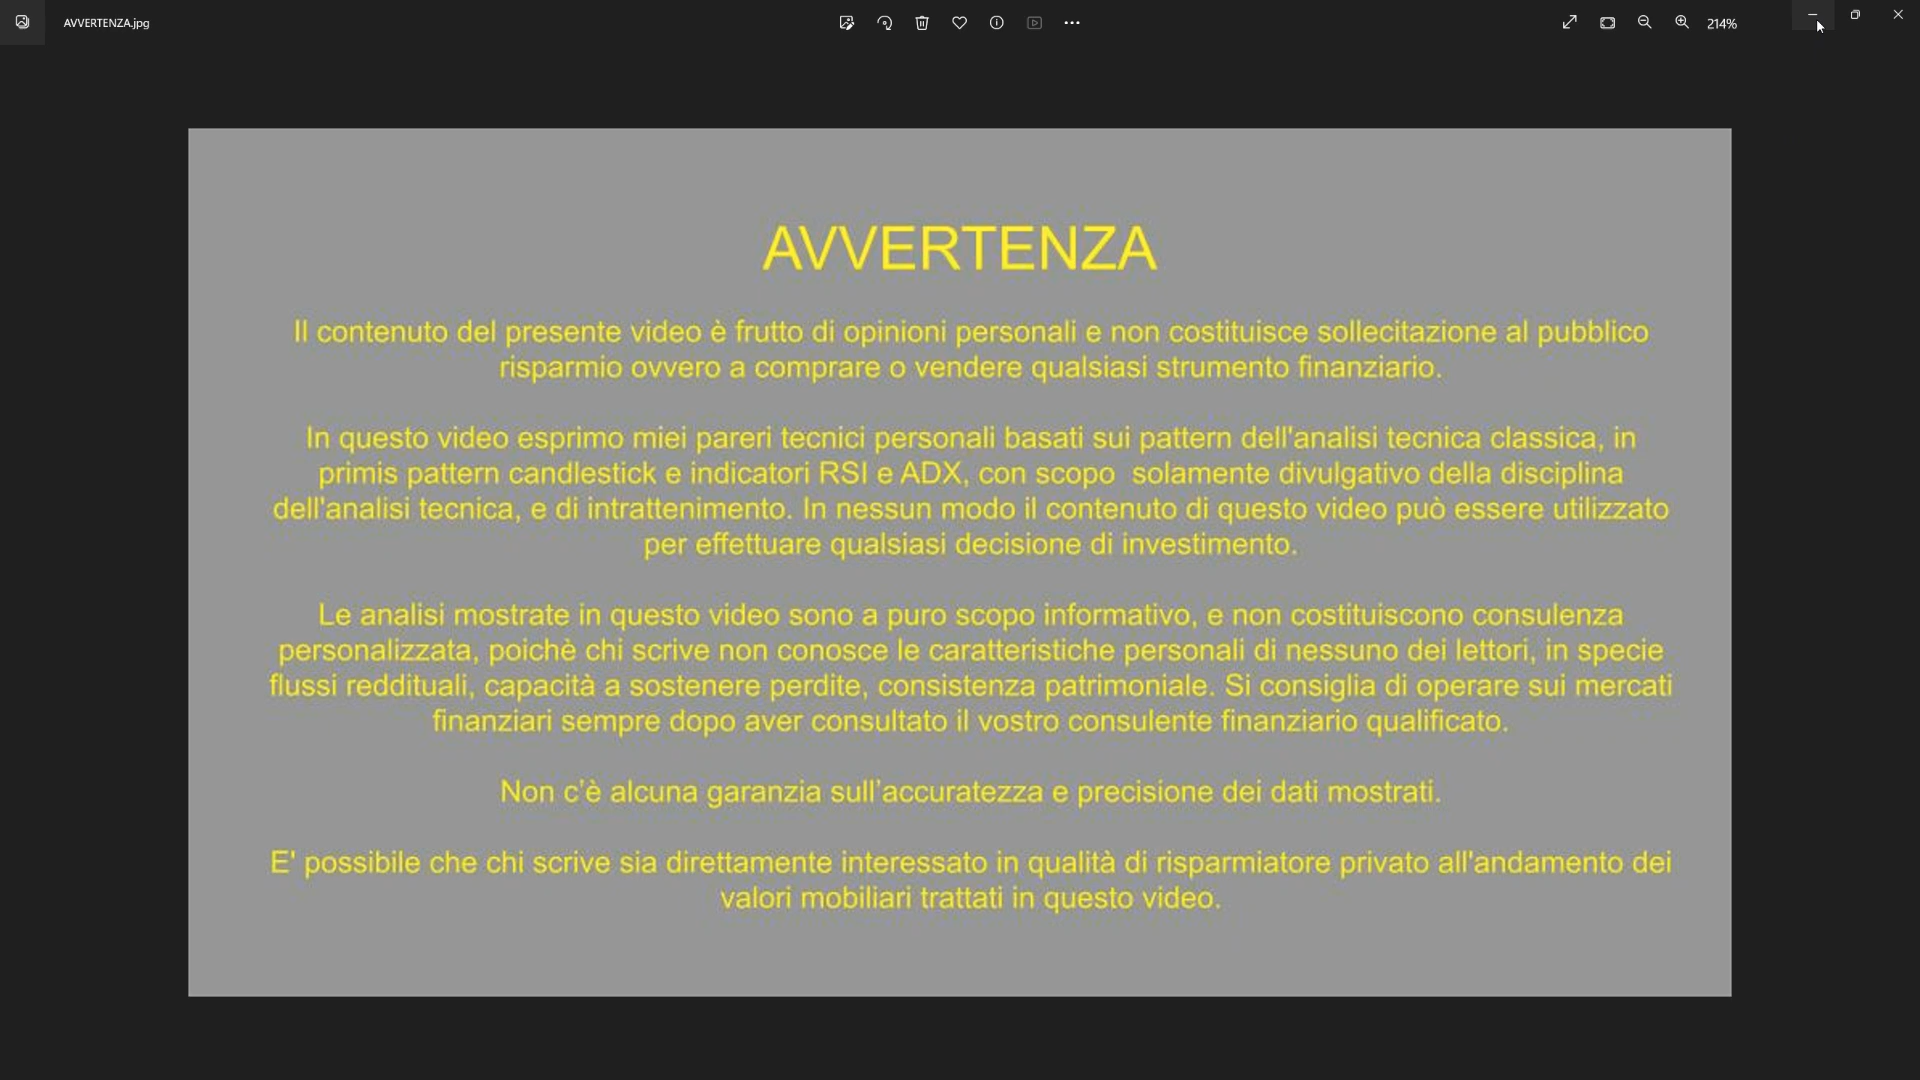 AVVERTENZA.jpg
214%
AVVERTENZA
Il contenuto del presente video è frutto di opinioni personali e non costituisce sollecitazione al pubblico
risparmio ovvero a comprare o vendere qualsiasi strumento finanziario.
In questo video esprimo miei pareri tecnici personali basati sui pattern dell'analisi tecnica classica, in
primis pattern candlestick e indicatori RSI e ADX, con scopo  solamente divulgativo della disciplina
dell'analisi tecnica, e di intrattenimento. In nessun modo il contenuto di questo video può essere utilizzato
per effettuare qualsiasi decisione di investimento.
Le analisi mostrate in questo video sono a puro scopo informativo, e non costituiscono consulenza
personalizzata, poichè chi scrive non conosce le caratteristiche personali di nessuno dei lettori, in specie
flussi reddituali, capacità a sostenere perdite, consistenza patrimoniale. Si consiglia di operare sui mercati
finanziari sempre dopo aver consultato il vostro consulente finanziario qualificato.
Non c'è alcuna garanzia sull'accuratezza e precisione dei dati mostrati.
E' possibile che chi scrive sia direttamente interessato in qualità di risparmiatore privato all'andamento dei
valori mobiliari trattati in questo video.